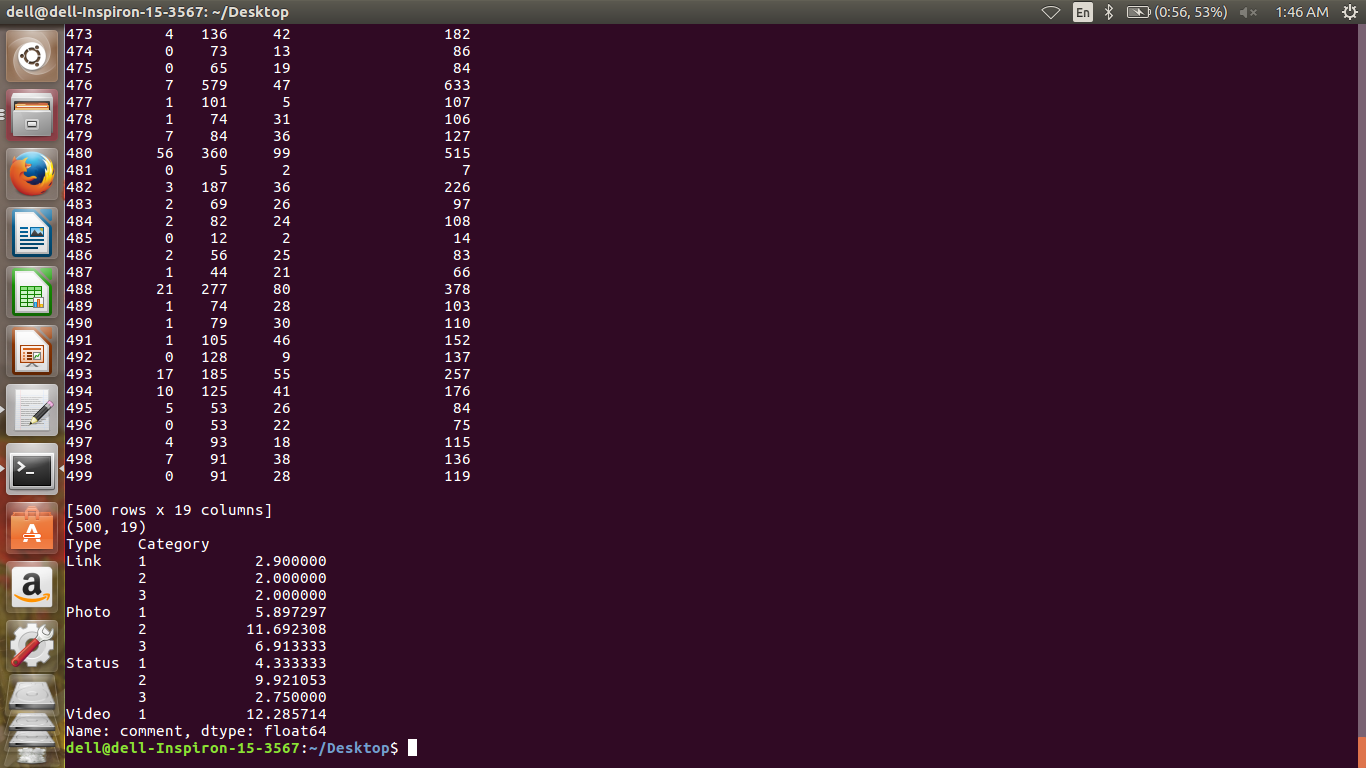 dell@dell-Inspiron-15-3567: ~/Desktop En (0:56, 53%) 1:46 AM
473 4 136 42 182
474 0 73 13 86
475 0 65 19 84
476 7 579 47 633
477 1 101 5 107
478 1 74 31 106
479 7 84 36 127
480 56 360 99 515
481 0 5 2 7
482 3 187 36 226
483 2 69 26 97
484 2 82 24 108
485 0 12 2 14
486 2 56 25 83
487 1 44 21 66
488 21 277 80 378
489 1 74 28 103
490 1 79 30 110
491 1 105 46 152
492 0 128 9 137
493 17 185 55 257
494 10 125 41 176
495 5 53 26 84
496 0 53 22 75
497 4 93 18 115
498 7 91 38 136
499 0 91 28 119
[500 rows x 19 columns]
(500, 19)
Type Category
Link 1 2.900000
2 2.000000
3 2.000000
Photo 1 5.897297
2 11.692308
3 6.913333
Status 1 4.333333
2 9.921053
3 2.750000
Video 1 12.285714
Name: comment, dtype: float64
dell@dell-Inspiron-15-3567:~/Desktop$